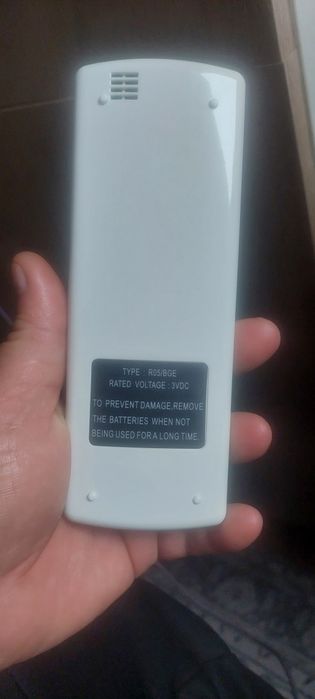 TYPE : R05/BGE
RATED VOLTAGE : 3VDC
TO PREVENT DAMAGE,REMOVE
THE BATTERIES WHEN NOT
BEING USED FOR A LONG TIME.